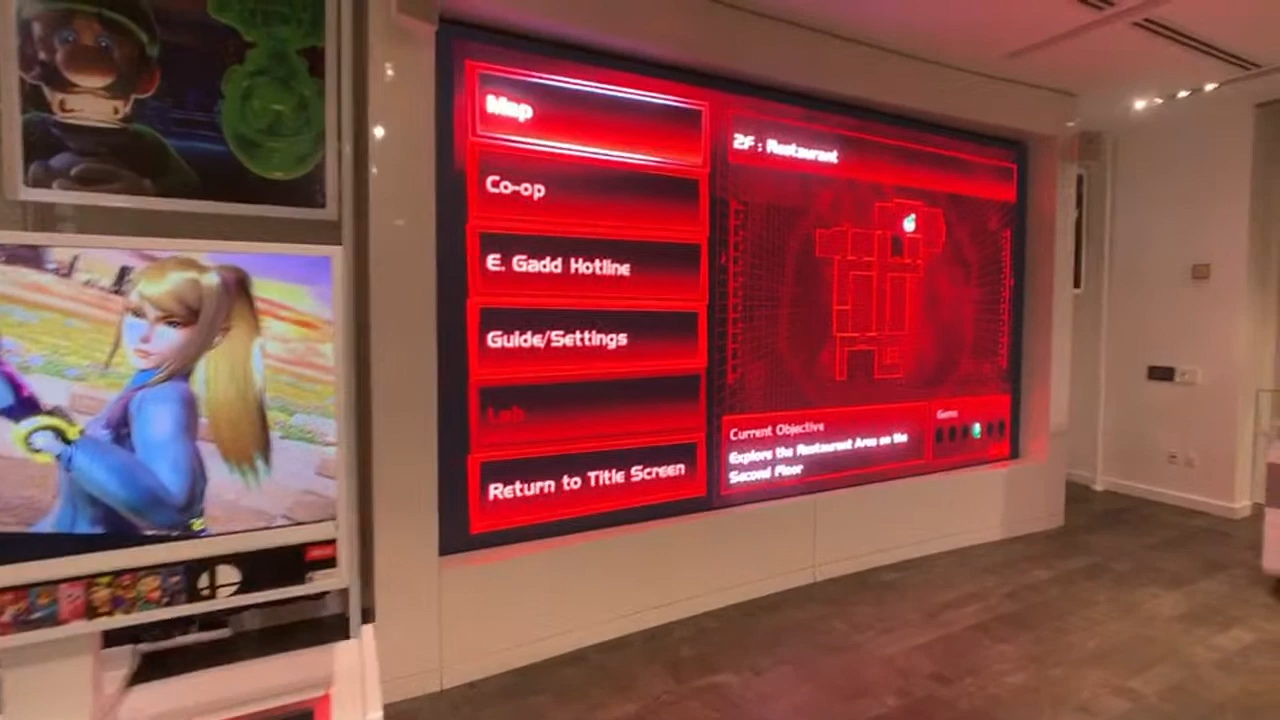 Map
Co-op
E. Gadd Hotline
Guide/Settings
Lab
Return to Title Screen
2F : Restaurant
Current Objective
Explore the Restaurant Area on the
Second Floor
Gems